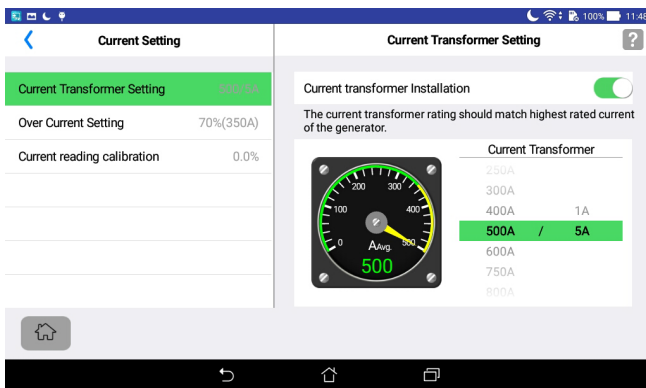 100% 11:48
Current Setting
Current Transformer Setting
?
Current Transformer Setting
Over Current Setting 70%(350A)
Current reading calibration 0.0%
Current transformer Installation
The current transformer rating should match highest rated current
of the generator.
Current Transformer
250A
300A
400A 1A
500A / 5A
600A
750A
800A
0
100
200
300
400
500
AAvg.
500